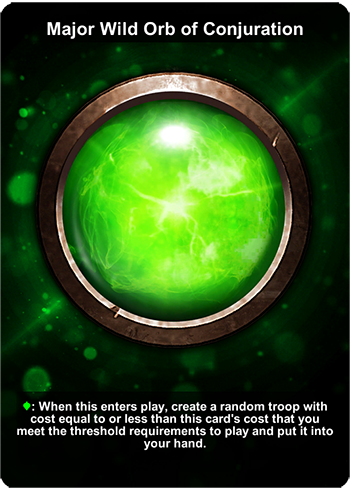 Major Wild Orb of Conjuration
♦: When this enters play, create a random troop with
cost equal to or less than this card's cost that you
meet the threshold requirements to play and put it into
your hand.